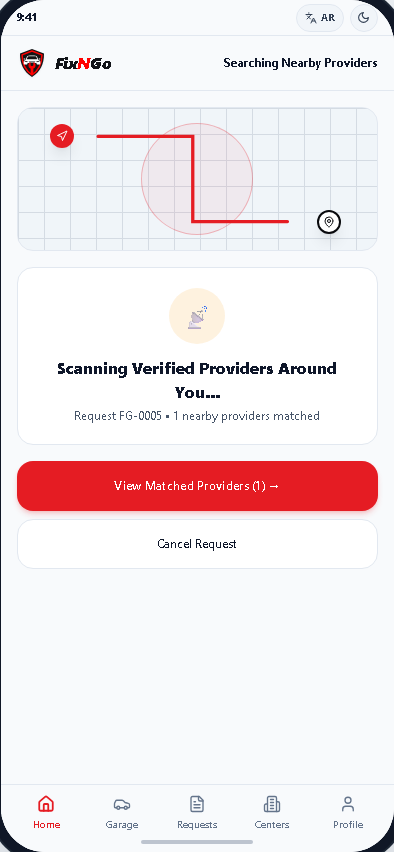 9:41
AR
FixNGo
Searching Nearby Providers
Scanning Verified Providers Around
You...
Request FG-0005 • 1 nearby providers matched
View Matched Providers (1) →
Cancel Request
Home
Garage
Requests
Centers
Profile